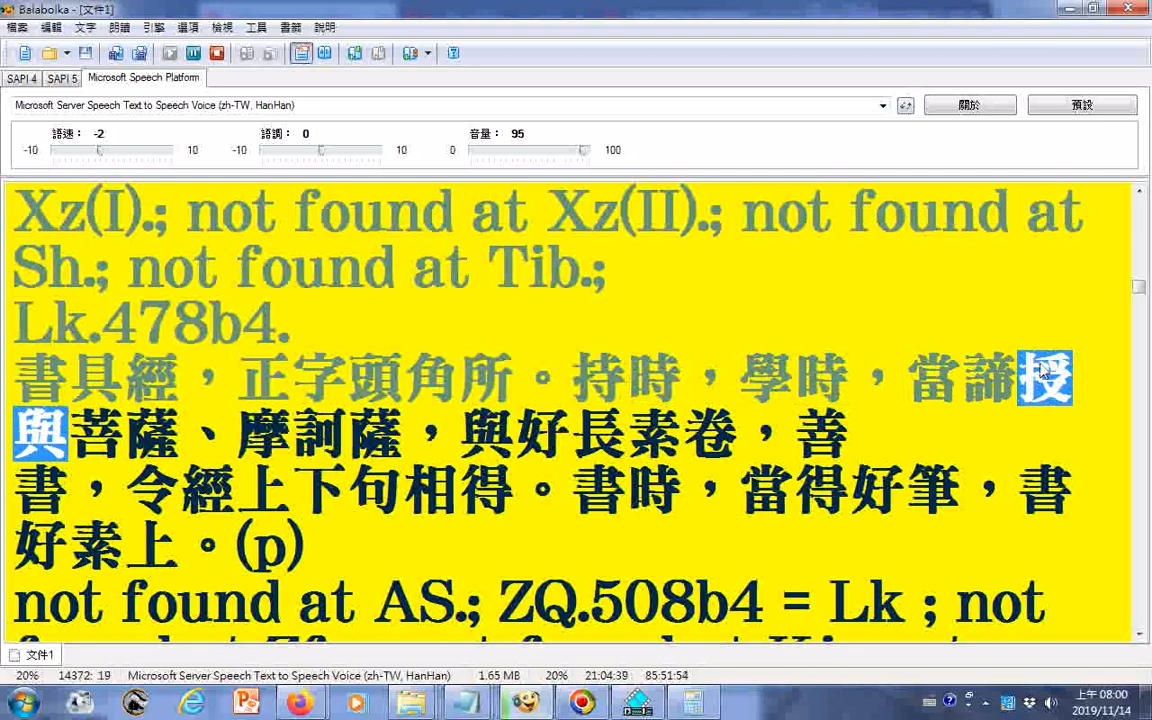 Balabolka - [文件1]
檔案 編輯 文字 朗讀 引擎 選項 檢視 工具 書籤 說明
SAPI 4 SAPI 5 Microsoft Speech Platform
Microsoft Server Speech Text to Speech Voice (zh-TW, HanHan) 關於 預設
語速： -2 語調： 0 音量： 95
-10 10 -10 10 0 100
Xz(I).; not found at Xz(II).; not found at
Sh.; not found at Tib.;
Lk.478b4.
書具經，正字頭角所。持時，學時，當諦授
與菩薩、摩訶薩，與好長素卷，善
書，令經上下句相得。書時，當得好筆，書
好素上。(p)
not found at AS.; ZQ.508b4 = Lk ; not
文件1
20% 14372: 19 Microsoft Server Speech Text to Speech Voice (zh-TW, HanHan) 1.65 MB 20% 21:04:39 85:51:54
上午 08:00
2019/11/14